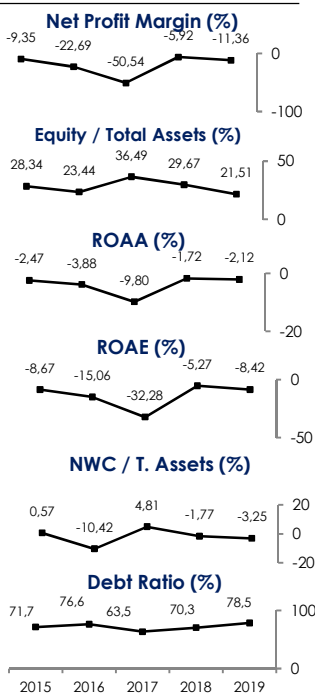 Net Profit Margin (%)
-9,35 -22,69 -50,54 -5,92 -11,36
0
-100
Equity / Total Assets (%)
28,34 23,44 36,49 29,67 21,51
50
0
ROAA (%)
-2,47 -3,88 -9,80 -1,72 -2,12
0
-20
ROAE (%)
-8,67 -15,06 -32,28 -5,27 -8,42
0
-50
NWC / T. Assets (%)
0,57 -10,42 4,81 -1,77 -3,25
20
0
-20
Debt Ratio (%)
71,7 76,6 63,5 70,3 78,5
100
0
2015 2016 2017 2018 2019